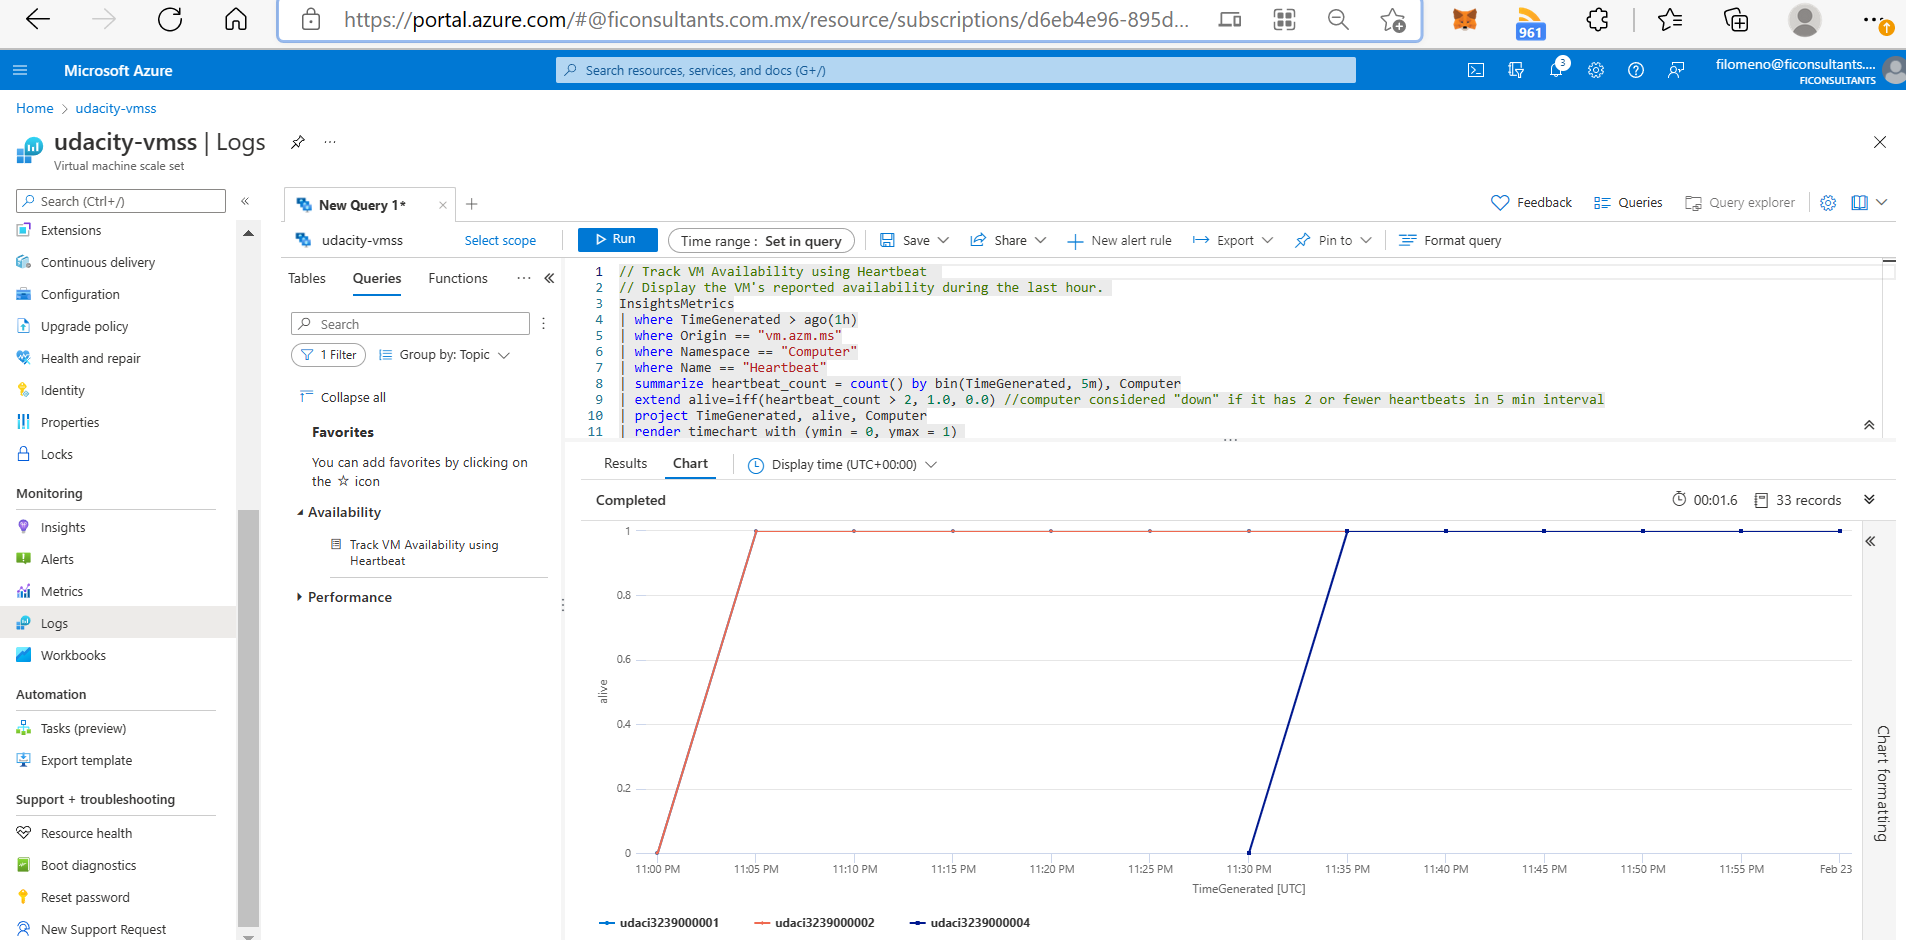 https://portal.azure.com/#@ficonsultants.com.mx/resource/subscriptions/d6eb4e96-895d...
961
Microsoft Azure
Search resources, services, and docs (G+/)
3
filomeno@ficonsultants....
FICONSULTANTS
Home > udacity-vmss
udacity-vmss | Logs
Virtual machine scale set
Search (Ctrl+/)
Extensions
Continuous delivery
Configuration
Upgrade policy
Health and repair
Identity
Properties
Locks
Monitoring
Insights
Alerts
Metrics
Logs
Workbooks
Automation
Tasks (preview)
Export template
Support + troubleshooting
Resource health
Boot diagnostics
Reset password
New Support Request
New Query 1*
Feedback
Queries
Query explorer
udacity-vmss
Select scope
Run
Time range : Set in query
Save
Share
New alert rule
Export
Pin to
Format query
Tables
Queries
Functions
Search
1 Filter
Group by: Topic
Collapse all
Favorites
You can add favorites by clicking on
the ☆ icon
Availability
Track VM Availability using
Heartbeat
Performance
1 // Track VM Availability using Heartbeat
2 // Display the VM's reported availability during the last hour.
3 InsightsMetrics
4 | where TimeGenerated > ago(1h)
5 | where Origin == "vm.azm.ms"
6 | where Namespace == "Computer"
7 | where Name == "Heartbeat"
8 | summarize heartbeat_count = count() by bin(TimeGenerated, 5m), Computer
9 | extend alive=iff(heartbeat_count > 2, 1.0, 0.0) //computer considered "down" if it has 2 or fewer heartbeats in 5 min interval
10 | project TimeGenerated, alive, Computer
11 | render timechart with (ymin = 0, ymax = 1)
Results
Chart
Display time (UTC+00:00)
Completed
00:01.6
33 records
1
0.8
0.6
0.4
0.2
0
alive
11:00 PM
11:05 PM
11:10 PM
11:15 PM
11:20 PM
11:25 PM
11:30 PM
11:35 PM
11:40 PM
11:45 PM
11:50 PM
11:55 PM
Feb 23
TimeGenerated [UTC]
udaci3239000001
udaci3239000002
udaci3239000004
Chart formatting